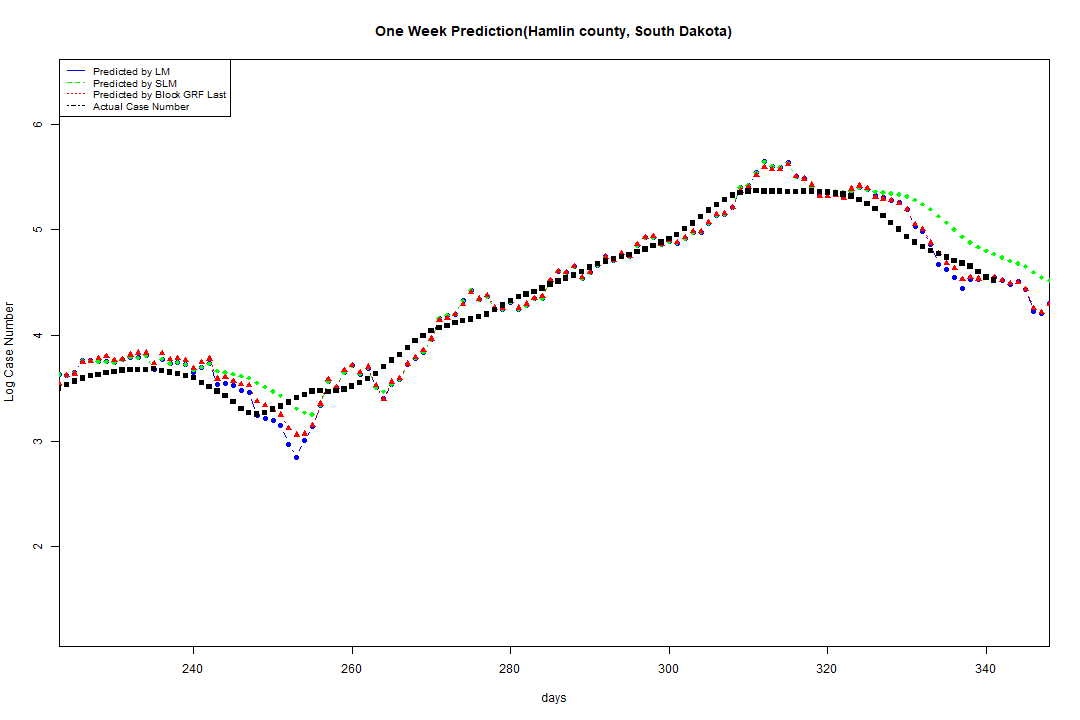 One Week Prediction(Hamlin county, South Dakota)
Predicted by LM
Predicted by SLM
Predicted by Block GRF Last
Actual Case Number
6
5
4
3
2
Log Case Number
240 260 280 300 320 340
days